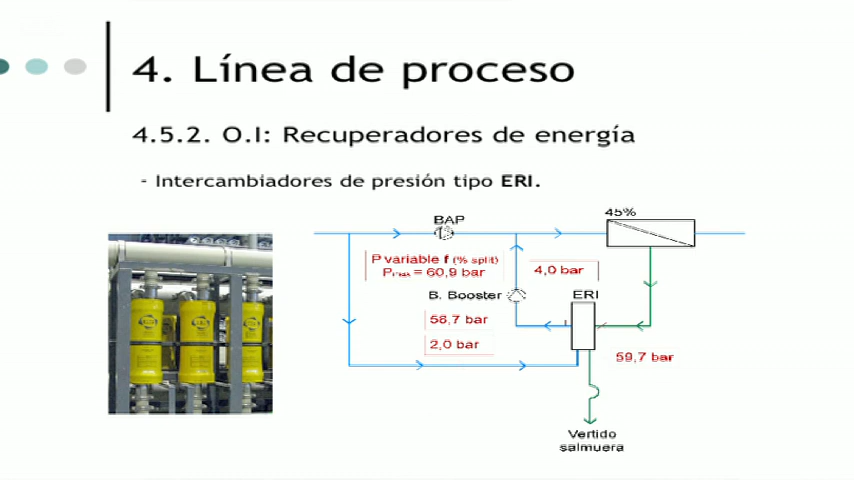 4. Línea de proceso
4.5.2. O.I: Recuperadores de energía
- Intercambiadores de presión tipo ERI.
BAP
45%
P variable f (% split)
Pmax = 60,9 bar
4,0 bar
B. Booster
ERI
58,7 bar
2,0 bar
59,7 bar
Vertido
salmuera